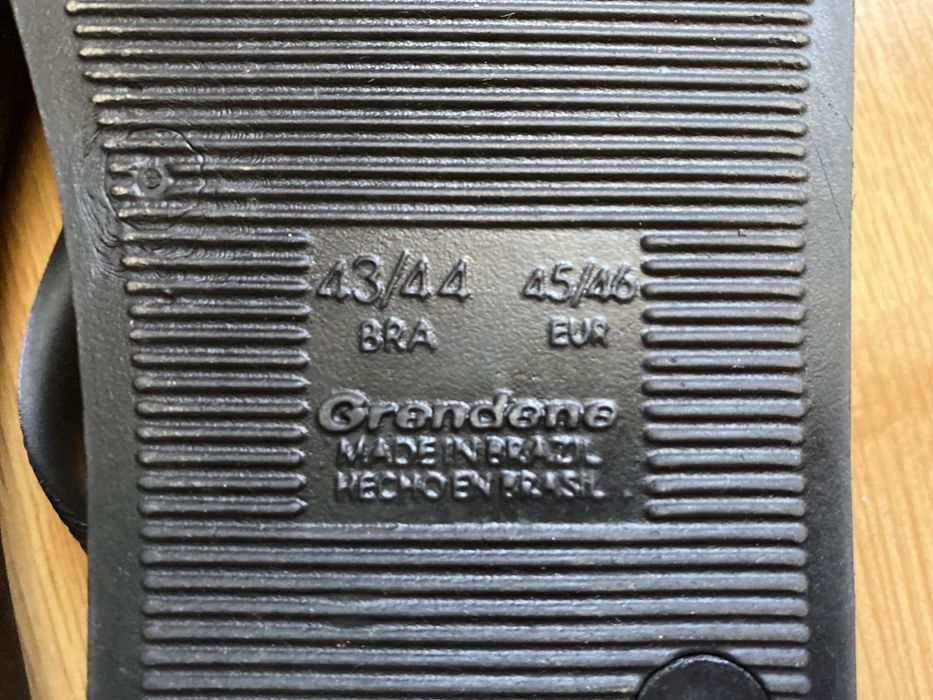 43/44 45/46
BRA EUR
Grendene
MADE IN BRAZIL
HECHO EN BRASIL